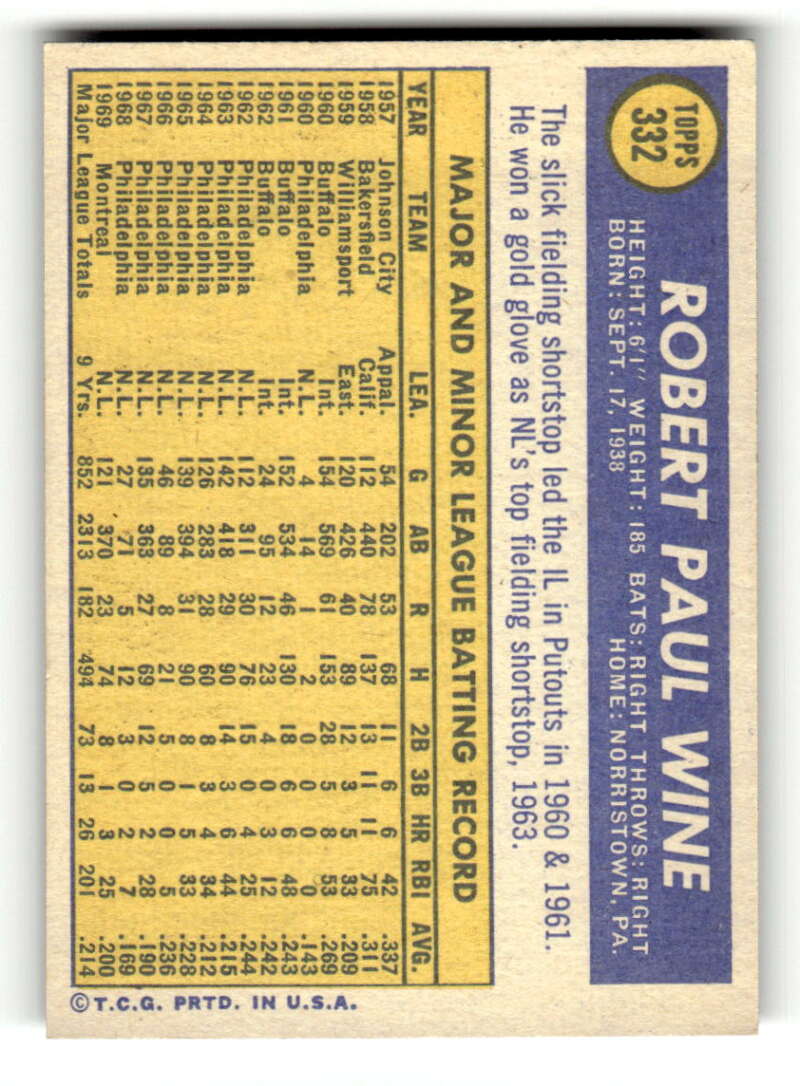 TOPPS
332
ROBERT PAUL WINE
HEIGHT: 6'1" WEIGHT: 185 BATS: RIGHT THROWS: RIGHT
BORN: SEPT. 17, 1938 HOME: NORRISTOWN, PA.
The slick fielding shortstop led the IL in Putouts in 1960 & 1961.
He won a gold glove as NL's top fielding shortstop, 1963.
MAJOR AND MINOR LEAGUE BATTING RECORD
YEAR TEAM LEA. G AB R H 2B 3B HR RBI AVG.
1957 Johnson City Appal. 54 202 53 68 11 6 6 42 .337
1958 Bakersfield Calif. 112 440 78 137 13 11 11 75 .311
1959 Williamsport East. 120 426 40 89 12 3 5 33 .209
1960 Buffalo Int. 154 569 61 153 28 5 8 53 .269
1960 Philadelphia N.L. 4 14 1 2 0 0 0 0 .143
1961 Buffalo Int. 152 534 46 130 18 6 6 48 .243
1962 Buffalo Int. 24 95 12 23 4 0 3 12 .242
1962 Philadelphia N.L. 112 311 30 76 15 0 4 25 .244
1963 Philadelphia N.L. 142 418 29 90 14 3 6 44 .215
1964 Philadelphia N.L. 126 283 28 60 8 3 4 34 .212
1965 Philadelphia N.L. 139 394 31 90 8 1 5 33 .228
1966 Philadelphia N.L. 46 89 8 21 5 0 0 5 .236
1967 Philadelphia N.L. 135 363 27 69 12 5 2 28 .190
1968 Philadelphia N.L. 27 71 5 12 3 0 2 7 .169
1969 Montreal N.L. 121 370 23 74 8 1 3 25 .200
Major League Totals 9 Yrs. 852 2313 182 494 73 13 26 201 .214
©T.C.G. PRTD. IN U.S.A.